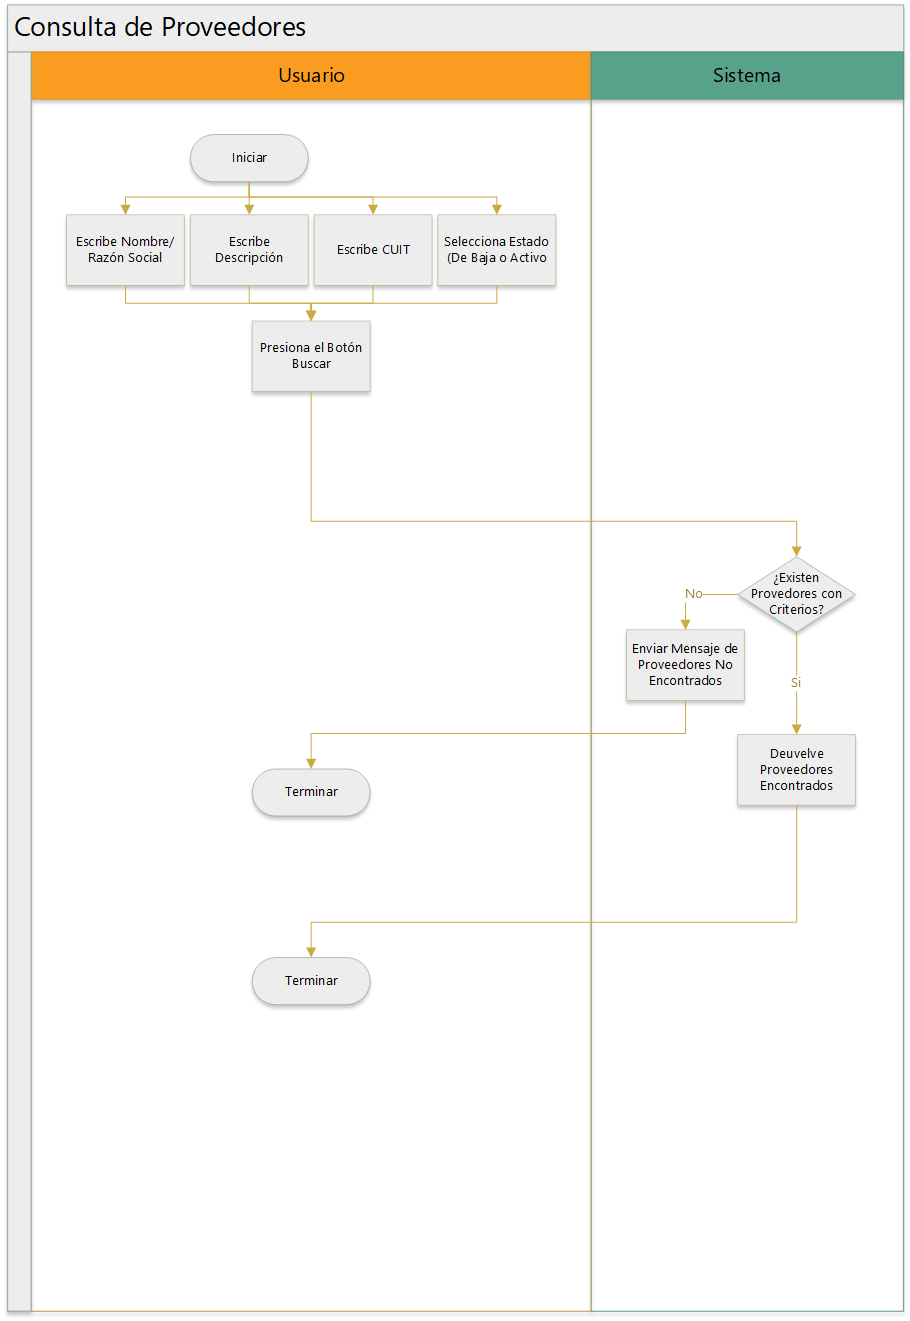 Consulta de Proveedores
Usuario
Sistema
Iniciar
Escribe Nombre/
Razón Social
Escribe
Descripción
Escribe CUIT
Selecciona Estado
(De Baja o Activo
Presiona el Botón
Buscar
¿Existen
Provedores con
Criterios?
No
Enviar Mensaje de
Proveedores No
Encontrados
Si
Deuvelve
Proveedores
Encontrados
Terminar
Terminar